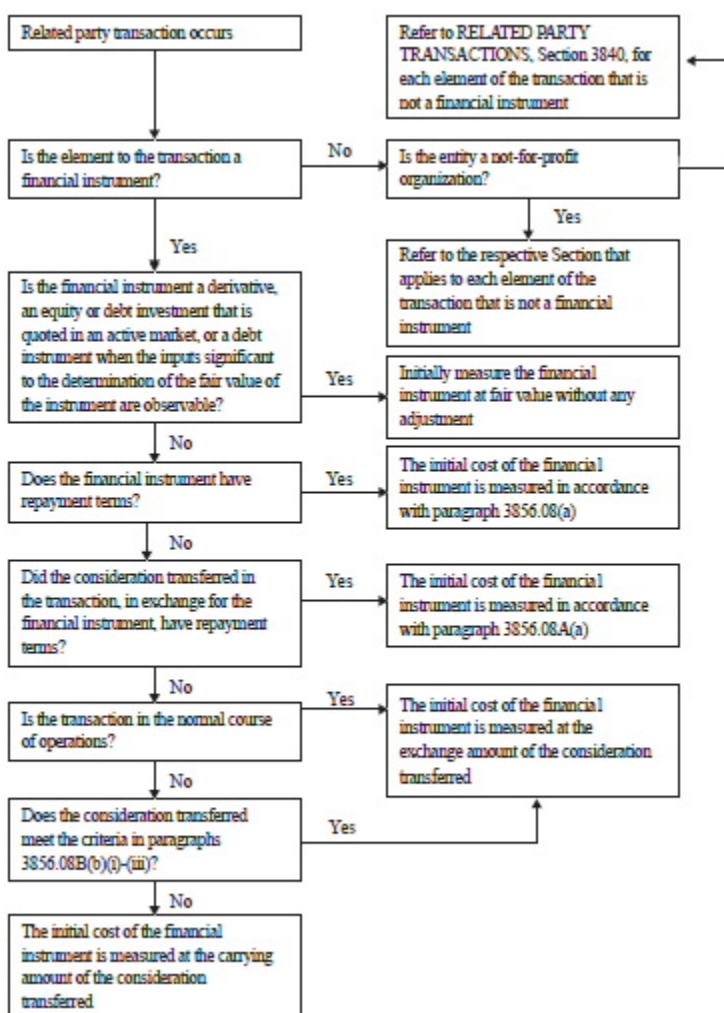 Related party transaction occurs
Refer to RELATED PARTY
TRANSACTIONS, Section 3840, for
each element of the transaction that is
not a financial instrument
Is the element to the transaction a
financial instrument?
No
Is the entity a not-for-profit
organization?
Yes
Yes
Refer to the respective Section that
applies to each element of the
transaction that is not a financial
instrument
Is the financial instrument a derivative,
an equity or debt investment that is
quoted in an active market, or a debt
instrument when the inputs significant
to the determination of the fair value of
the instrument are observable?
Yes
Initially measure the financial
instrument at fair value without any
adjustment
No
Does the financial instrument have
repayment terms?
Yes
The initial cost of the financial
instrument is measured in accordance
with paragraph 3856.08(a)
No
Did the consideration transferred in
the transaction, in exchange for the
financial instrument, have repayment
terms?
Yes
The initial cost of the financial
instrument is measured in accordance
with paragraph 3856.08A(a)
No
Is the transaction in the normal course
of operations?
Yes
The initial cost of the financial
instrument is measured at the
exchange amount of the consideration
transferred
No
Does the consideration transferred
meet the criteria in paragraphs
3856.08B(b)(i)-(iii)?
Yes
No
The initial cost of the financial
instrument is measured at the carrying
amount of the consideration
transferred